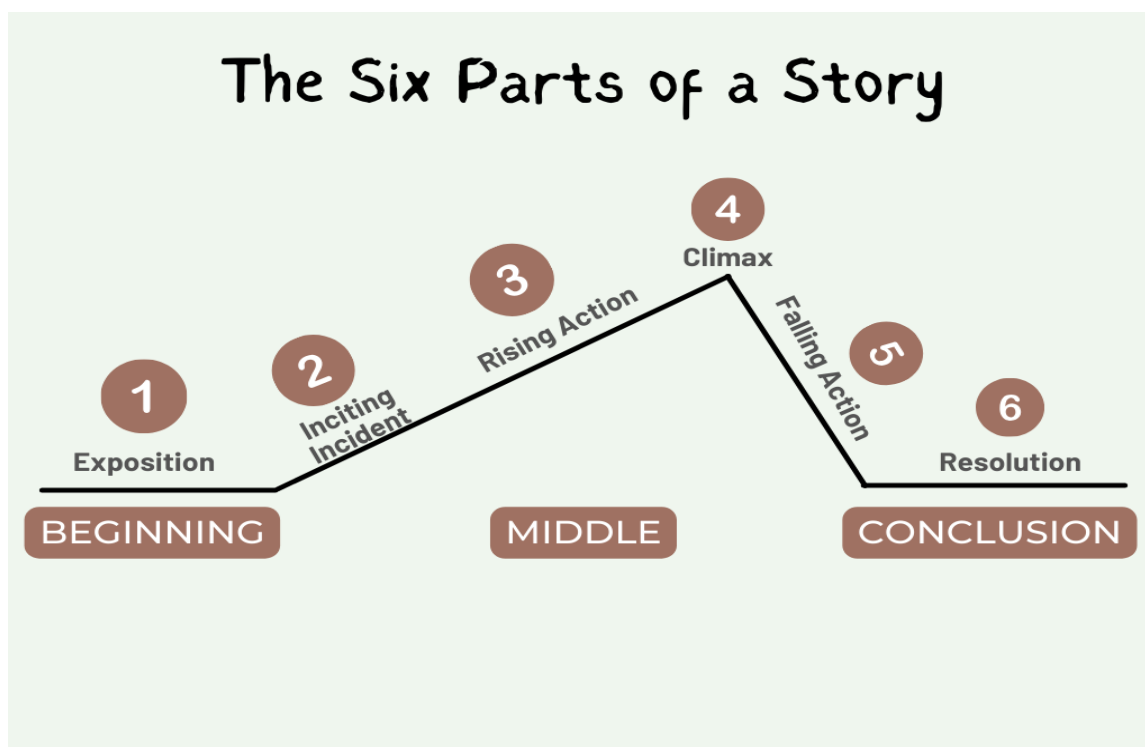 The Six Parts of a Story
1
Exposition
2
Inciting
Incident
3
Rising Action
4
Climax
Falling Action
5
6
Resolution
BEGINNING
MIDDLE
CONCLUSION